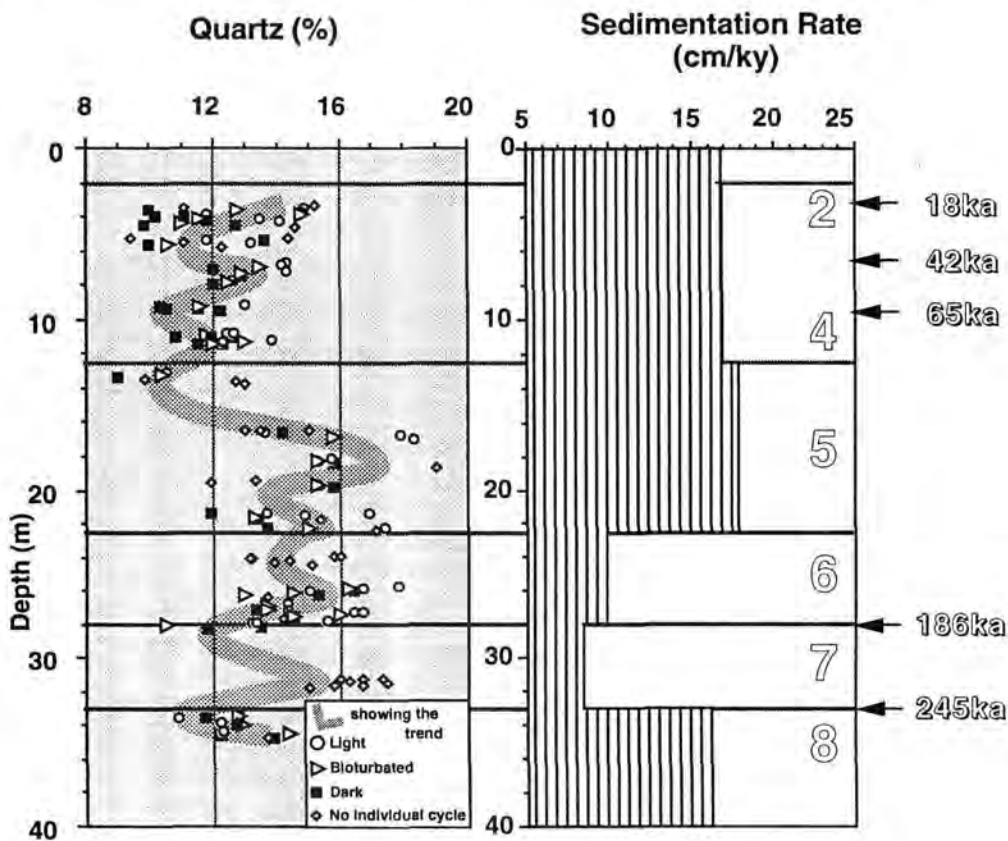 Quartz (%)
8 12 16 20
0
10
20
30
40
Depth (m)
showing the trend
Light
Bioturbated
Dark
No individual cycle
Sedimentation Rate
(cm/ky)
5 10 15 20 25
0
10
20
30
40
2
4
5
6
7
8
18ka
42ka
65ka
186ka
245ka